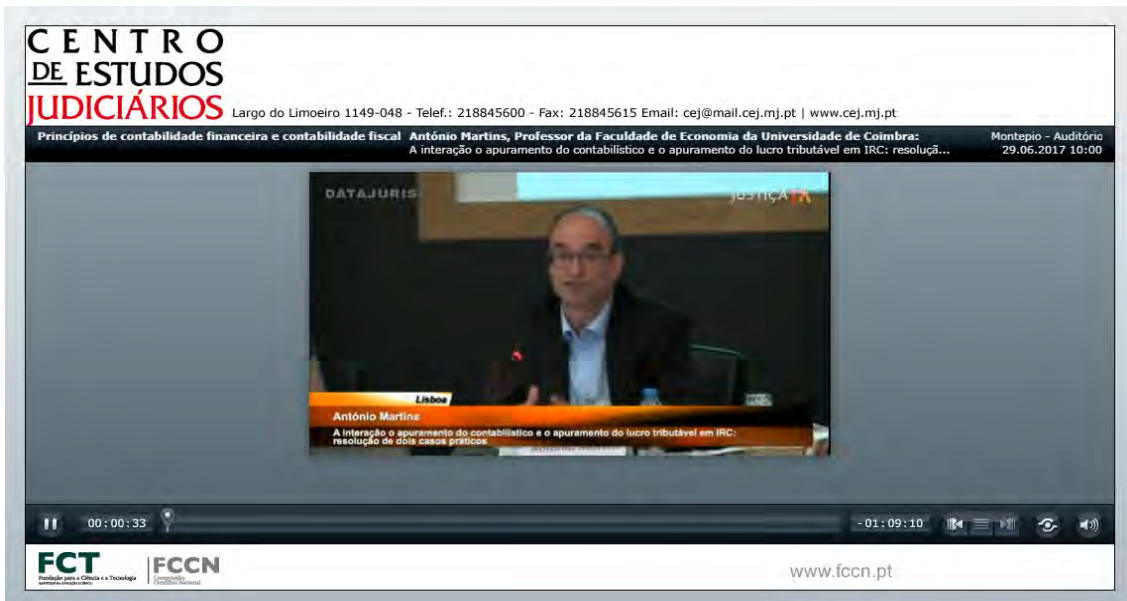 CENTRO
DE ESTUDOS
JUDICIÁRIOS
Largo do Limoeiro 1149-048 - Telef.: 218845600 - Fax: 218845615 Email: cej@mail.cej.mj.pt | www.cej.mj.pt
Princípios de contabilidade financeira e contabilidade fiscal
António Martins, Professor da Faculdade de Economia da Universidade de Coimbra:
A interação o apuramento do contabilístico e o apuramento do lucro tributável em IRC: resoluçã...
Montepio - Auditório
29.06.2017 10:00
DATAJURIS
JUSTIÇA TV
Lisboa
António Martins
A interação o apuramento do contabilístico e o apuramento do lucro tributável em IRC:
resolução de dois casos práticos
00:00:33
-01:09:10
FCT
Fundação para a Ciência e a Tecnologia
FCCN
Computação
Científica Nacional
www.fccn.pt